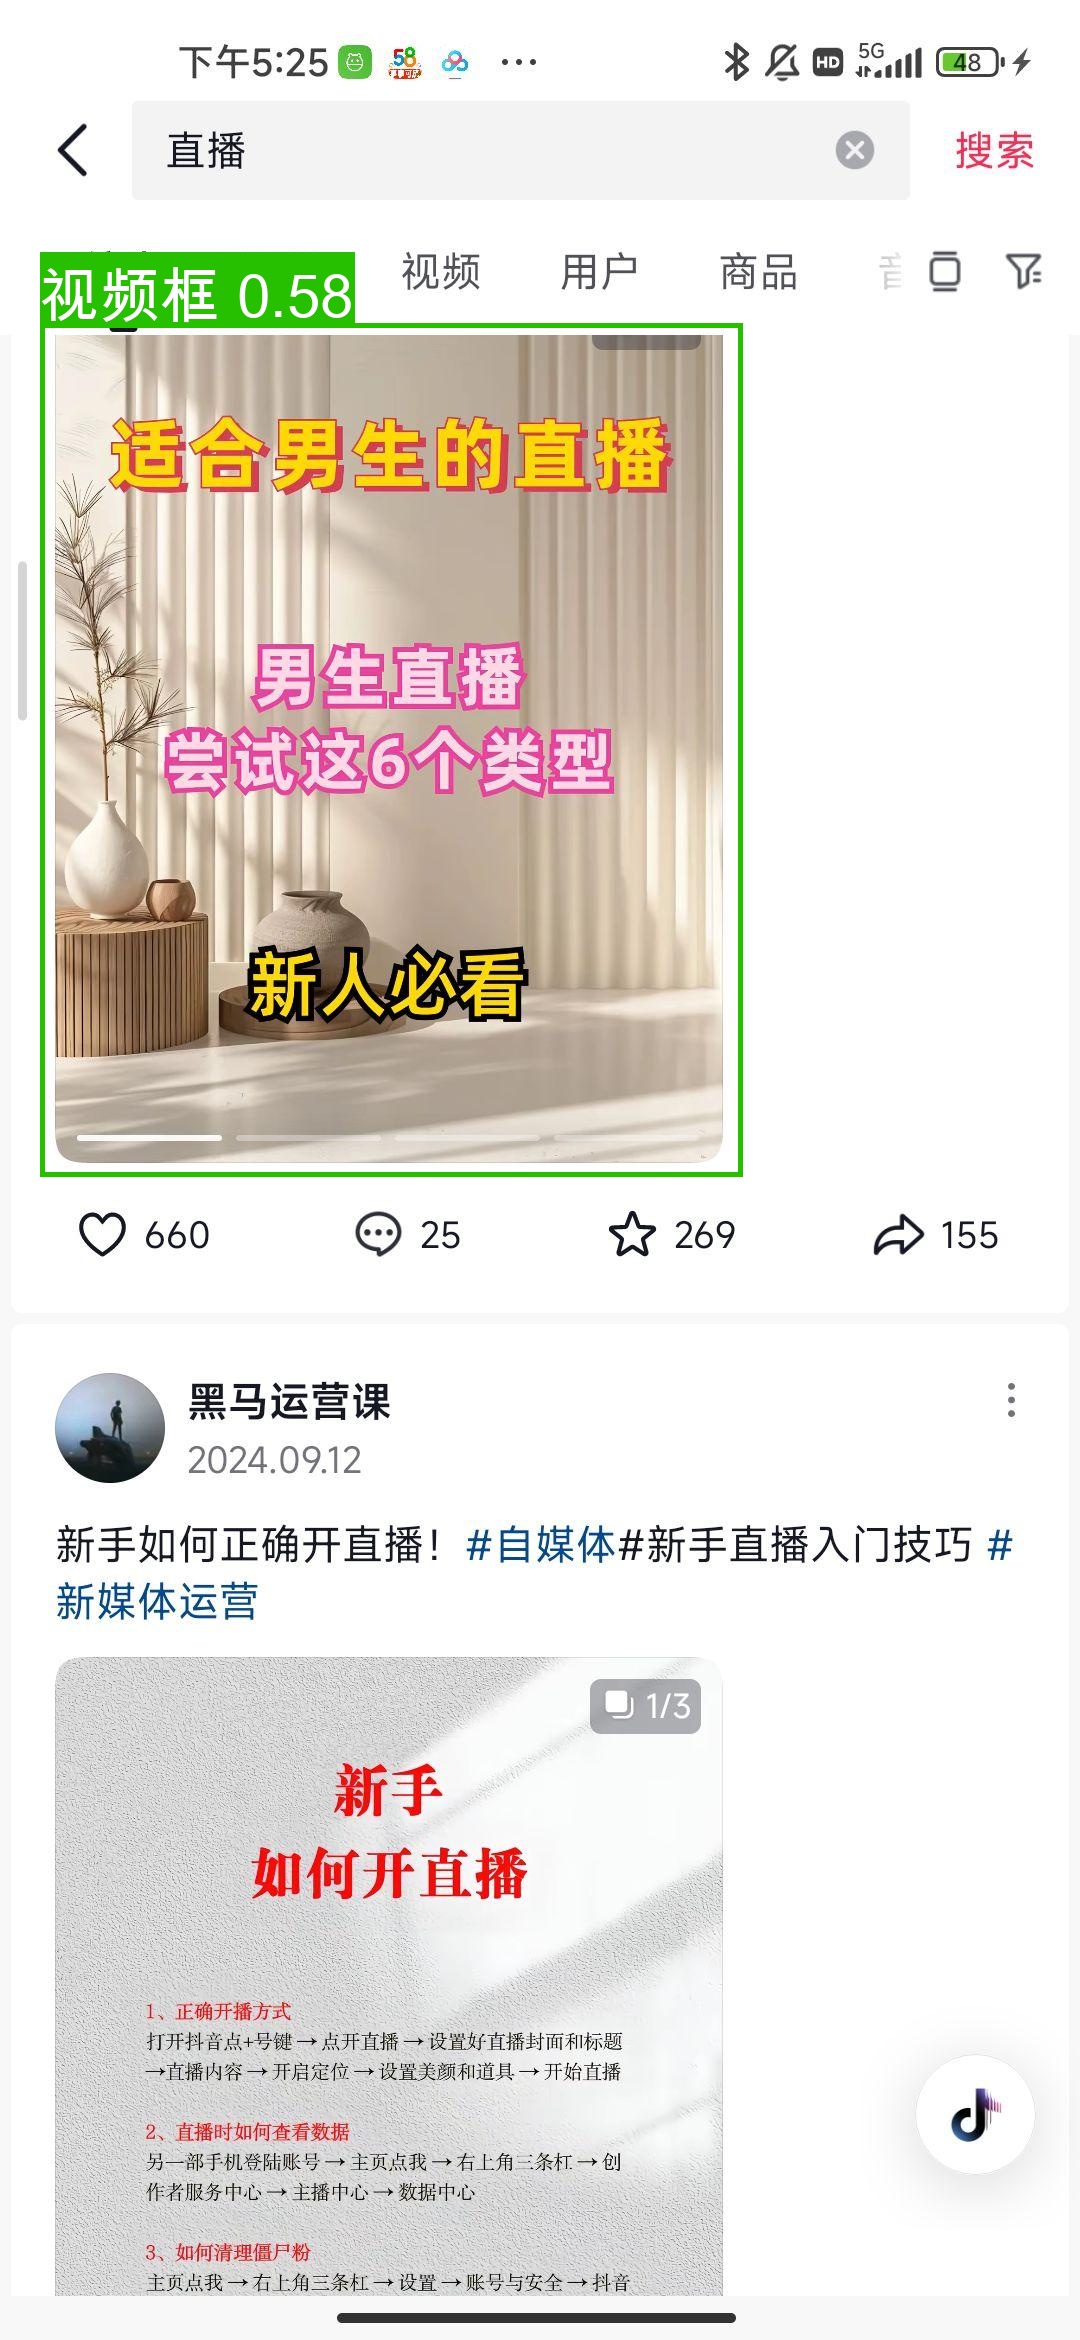 下午5:25
58
...
HD
5G
48
直播
搜索
视频框 0.58
视频
用户
商品
适合男生的直播
男生直播
尝试这6个类型
新人必看
660
25
269
155
黑马运营课
2024.09.12
新手如何正确开直播！#自媒体#新手直播入门技巧 #
新媒体运营
1/3
新手
如何开直播
1、正确开播方式
打开抖音点+号键→点开直播→设置好直播封面和标题
→直播内容→开启定位→设置美颜和道具→开始直播
2、直播时如何查看数据
另一部手机登陆账号→主页点我→右上角三条杠→创
作者服务中心→主播中心→数据中心
3、如何清理僵尸粉
主页点我→右上角三条杠→设置→账号与安全→抖音